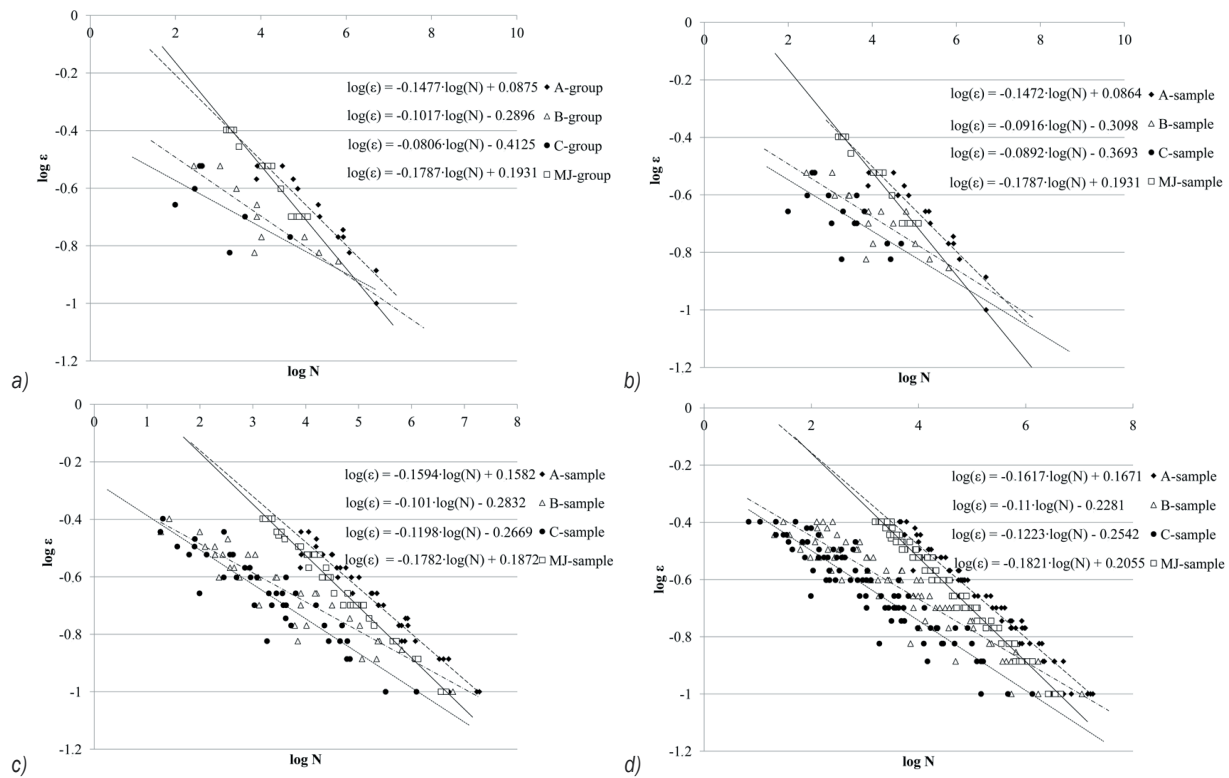 0 2 4 6 8 10
0
-0.2
-0.4
-0.6
-0.8
-1
-1.2
log ε
log(ε) = -0.1477·log(N) + 0.0875 A-group
log(ε) = -0.1017·log(N) - 0.2896 B-group
log(ε) = -0.0806·log(N) - 0.4125 C-group
log(ε) = -0.1787·log(N) + 0.1931 MJ-group
log N
a)
0 2 4 6 8 10
0
-0.2
-0.4
-0.6
-0.8
-1
-1.2
log ε
log(ε) = -0.1472·log(N) + 0.0864 A-sample
log(ε) = -0.0916·log(N) - 0.3098 B-sample
log(ε) = -0.0892·log(N) - 0.3693 C-sample
log(ε) = -0.1787·log(N) + 0.1931 MJ-sample
log N
b)
0 1 2 3 4 5 6 7 8
0
-0.2
-0.4
-0.6
-0.8
-1
-1.2
log ε
log(ε) = -0.1594·log(N) + 0.1582 A-sample
log(ε) = -0.101·log(N) - 0.2832 B-sample
log(ε) = -0.1198·log(N) - 0.2669 C-sample
log(ε) = -0.1782·log(N) + 0.1872 MJ-sample
log N
c)
0 2 4 6 8
0
-0.2
-0.4
-0.6
-0.8
-1
-1.2
log ε
log(ε) = -0.1617·log(N) + 0.1671 A-sample
log(ε) = -0.11·log(N) - 0.2281 B-sample
log(ε) = -0.1223·log(N) - 0.2542 C-sample
log(ε) = -0.1821·log(N) + 0.2055 MJ-sample
log N
d)